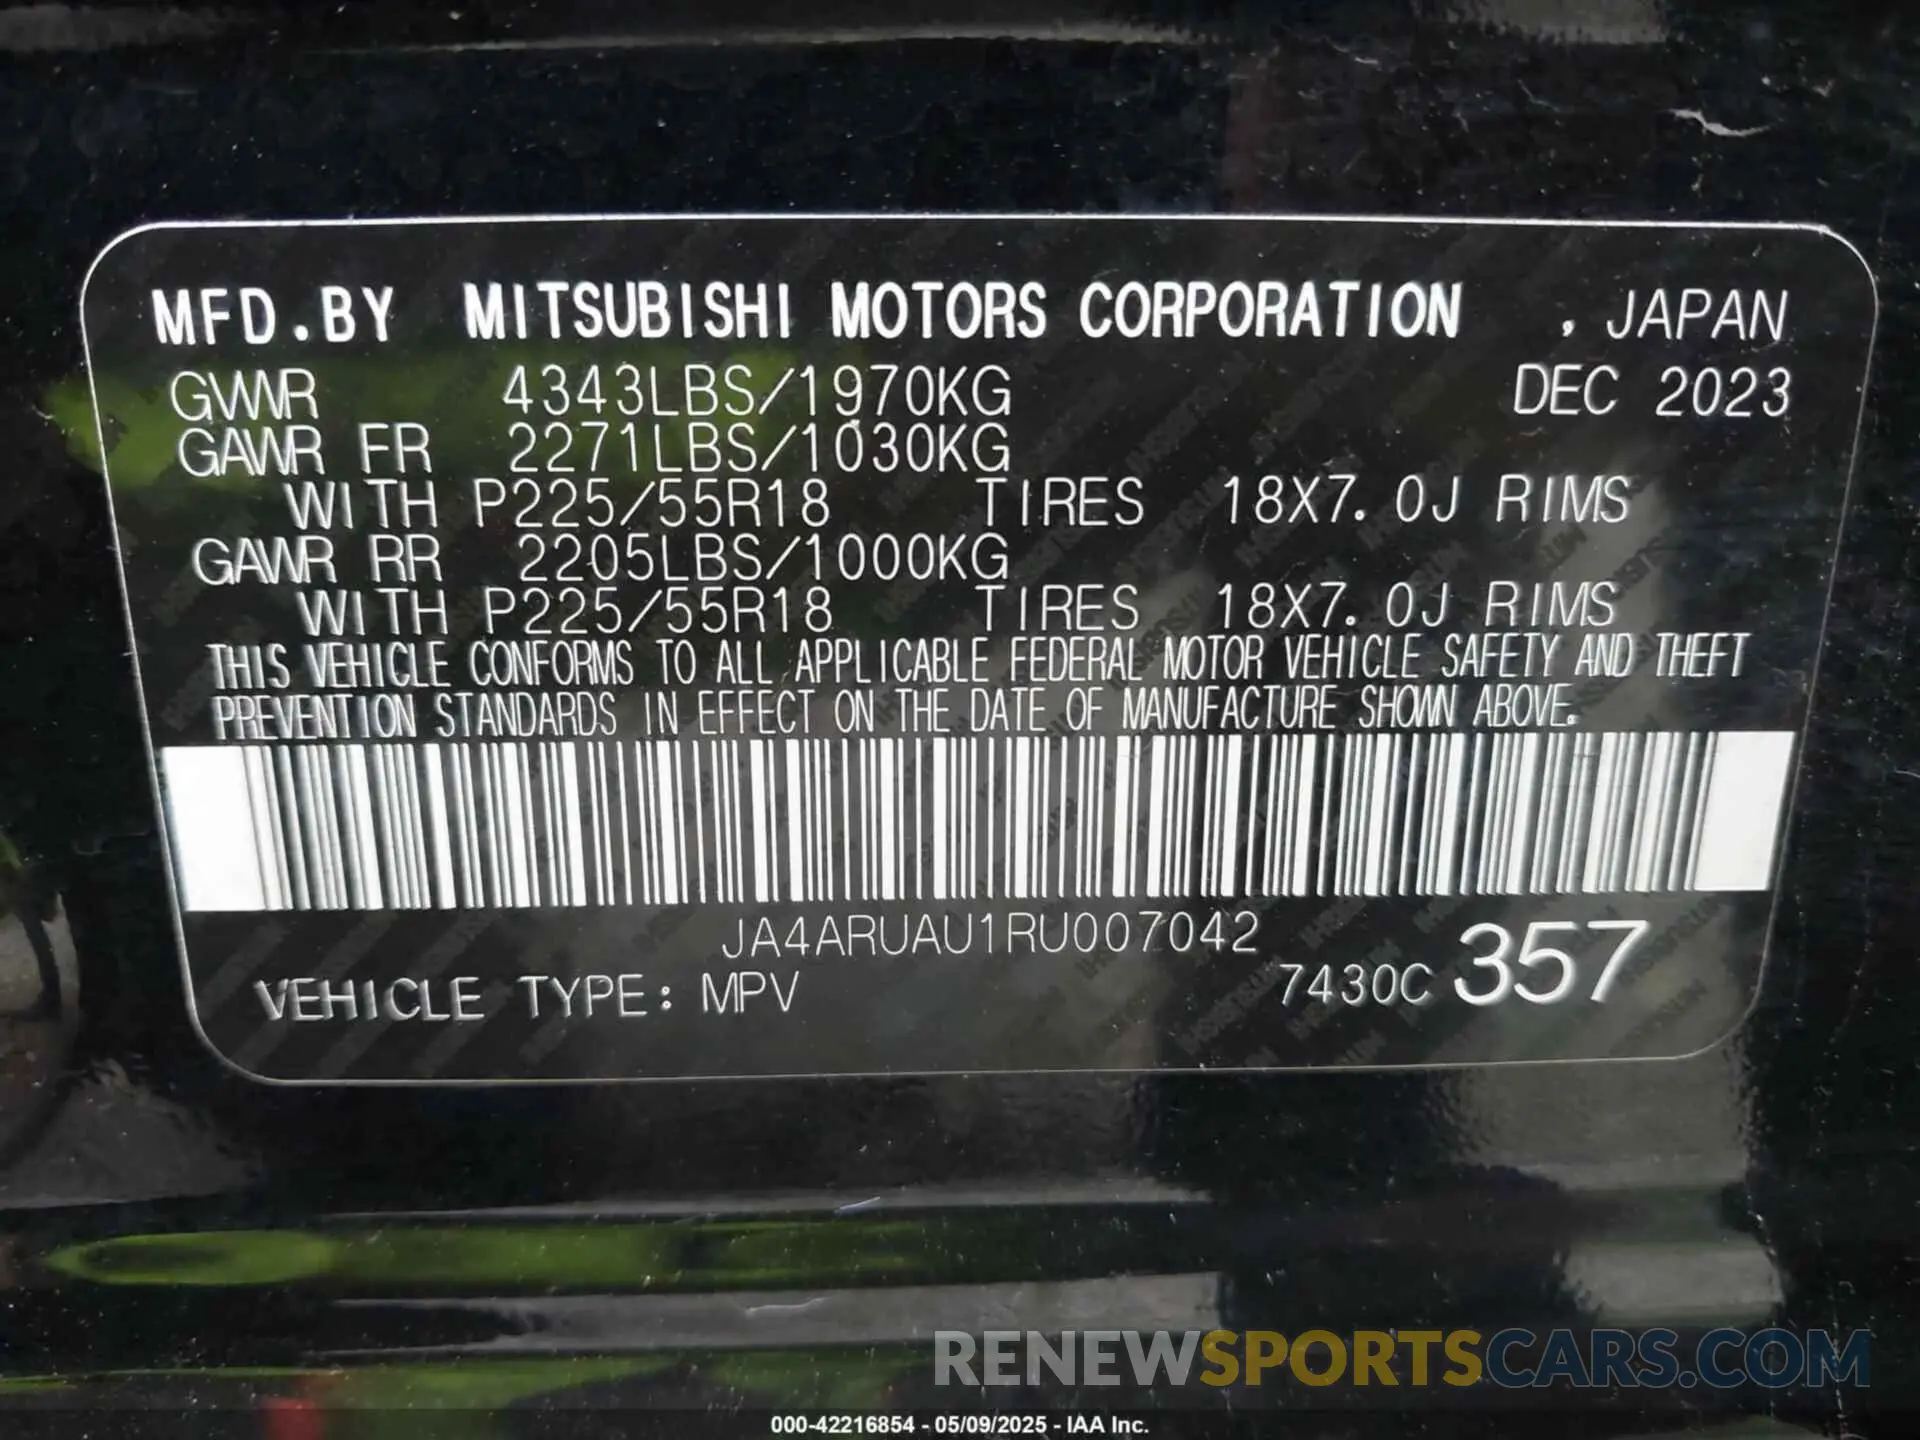 MFD.BY MITSUBISHI MOTORS CORPORATION , JAPAN
GVWR 4343LBS/1970KG DEC 2023
GAWR FR 2271LBS/1030KG
WITH P225/55R18 TIRES 18X7.0J RIMS
GAWR RR 2205LBS/1000KG
WITH P225/55R18 TIRES 18X7.0J RIMS
THIS VEHICLE CONFORMS TO ALL APPLICABLE FEDERAL MOTOR VEHICLE SAFETY AND THEFT
PREVENTION STANDARDS IN EFFECT ON THE DATE OF MANUFACTURE SHOWN ABOVE.
JA4ARUAU1RU007042
VEHICLE TYPE: MPV 7430C 357
RENEWSPORTSCARS.COM
000-42216854 - 05/09/2025 - IAA Inc.